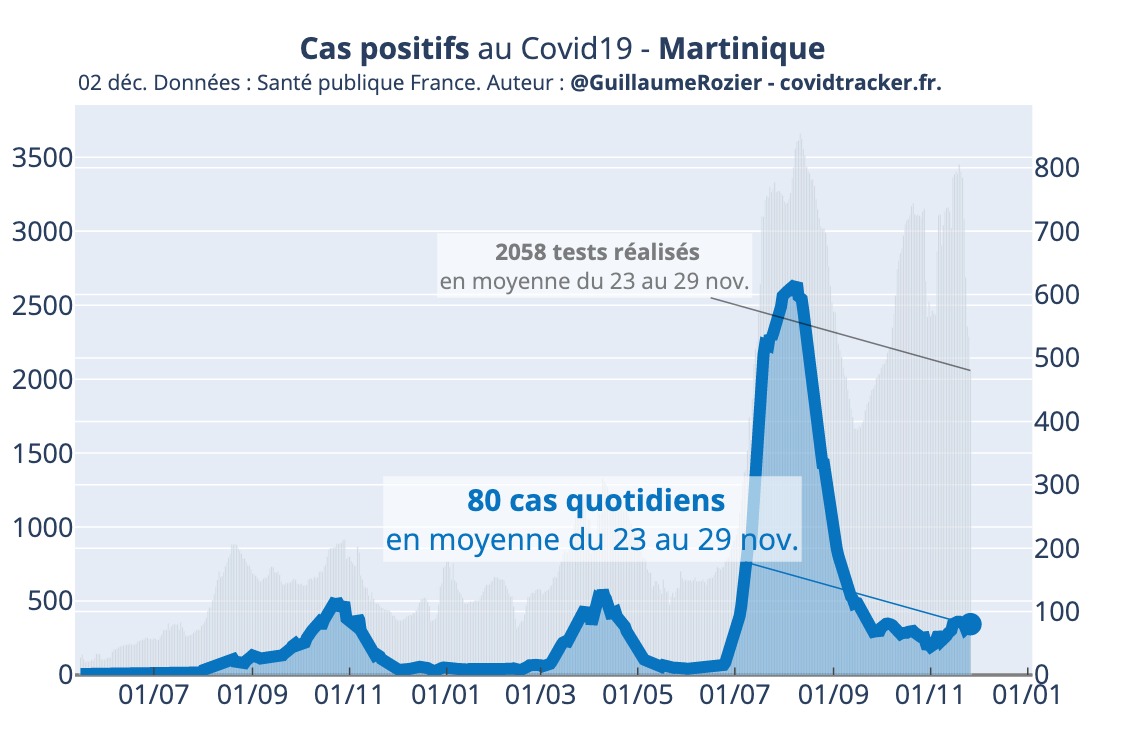 Cas positifs au Covid19 - Martinique
02 déc. Données : Santé publique France. Auteur : @GuillaumeRozier - covidtracker.fr.
3500
3000
2500
2000
1500
1000
500
0
800
700
600
500
400
300
200
100
0
2058 tests réalisés
en moyenne du 23 au 29 nov.
80 cas quotidiens
en moyenne du 23 au 29 nov.
01/07 01/09 01/11 01/01 01/03 01/05 01/07 01/09 01/11 01/01